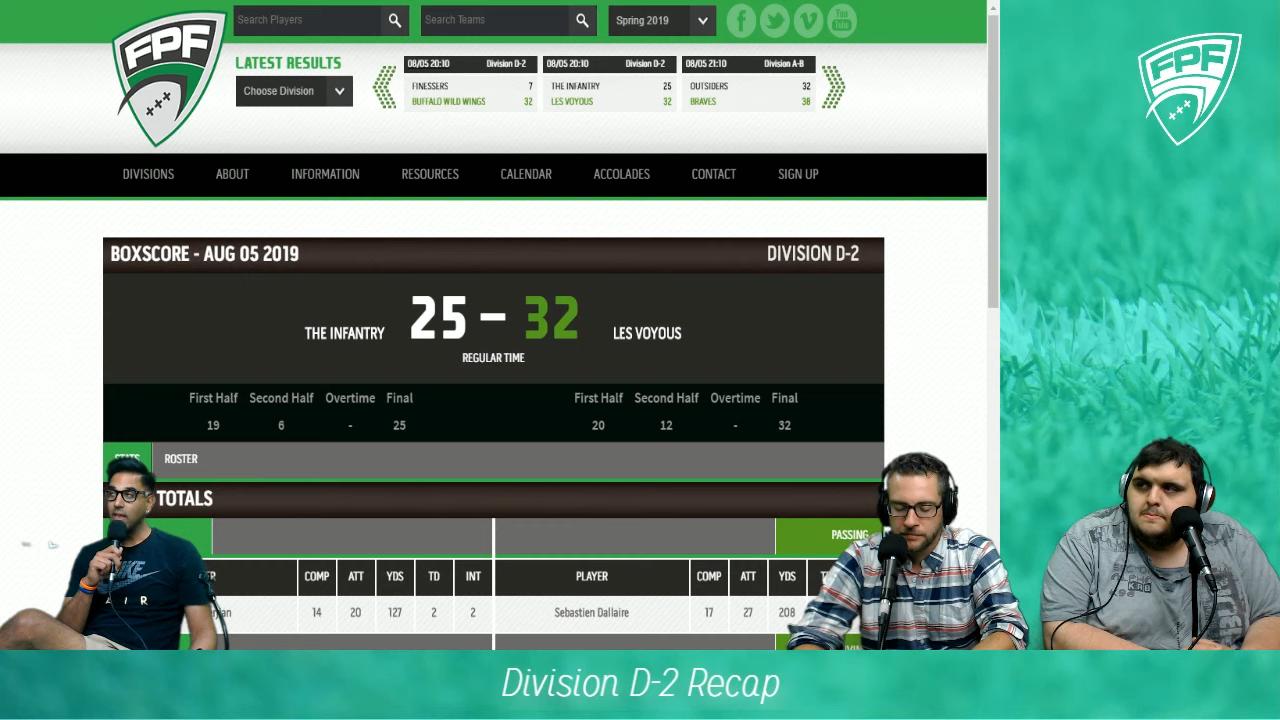 Search Players
Search Teams
Spring 2019
f
You
Tube
FPF
LATEST RESULTS
Choose Division
08/05 20:10 Division D-2
FINESSERS 7
BUFFALO WILD WINGS 32
08/05 20:10 Division D-2
THE INFANTRY 25
LES VOYOUS 32
08/05 21:10 Division A-B
OUTSIDERS 32
BRAVES 38
FPF
DIVISIONS ABOUT INFORMATION RESOURCES CALENDAR ACCOLADES CONTACT SIGN UP
BOXSCORE - AUG 05 2019 DIVISION D-2
THE INFANTRY 25 – 32 LES VOYOUS
REGULAR TIME
First Half Second Half Overtime Final First Half Second Half Overtime Final
19 6 - 25 20 12 - 32
STATS ROSTER
TOTALS
PASSING
COMP ATT YDS TD INT PLAYER COMP ATT YDS
14 20 127 2 2 Sebastien Dallaire 17 27 208
NIKE
AIR
Division D-2 Recap